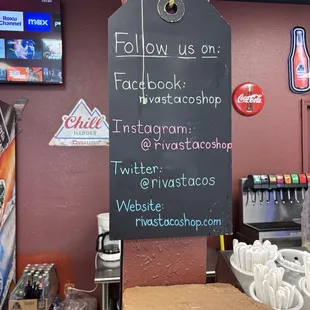 Roku
Channel
max
Follow us on:
Facebook:
rivastacoshop
Instagram:
@rivastacoshop
Twitter:
@rivastacos
Website:
rivastacoshop.com
Chill
Coca-Cola